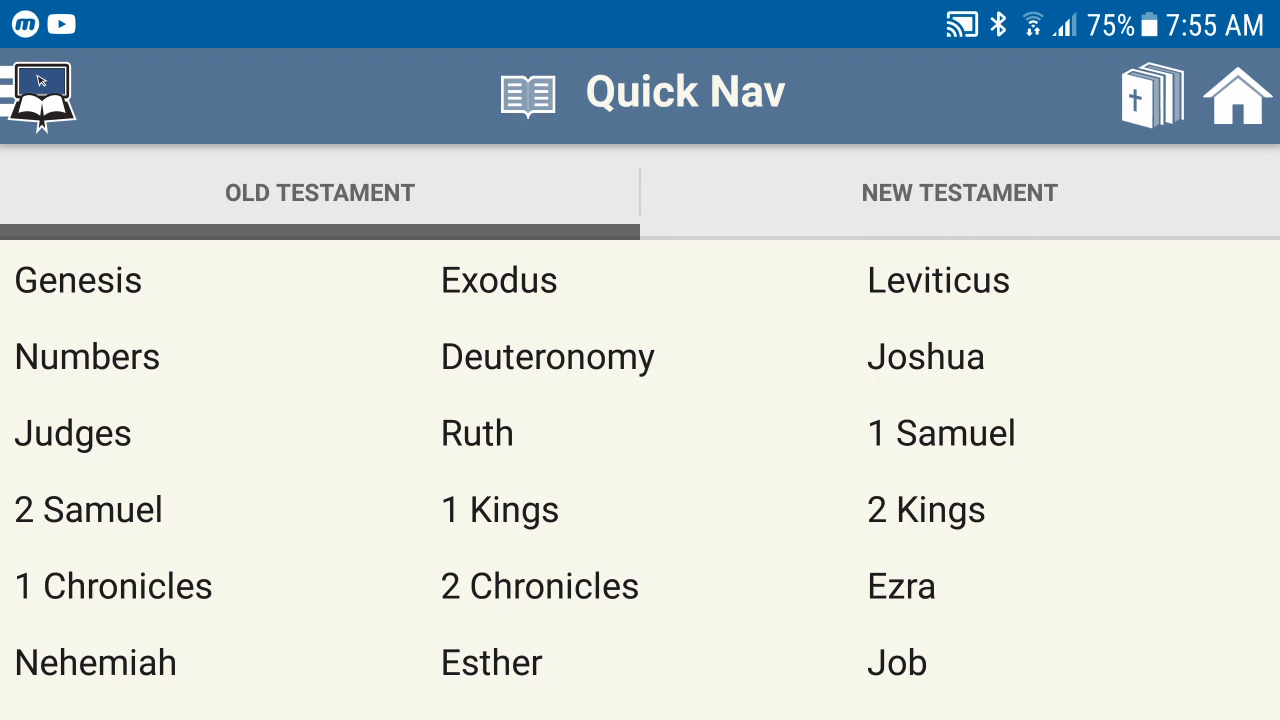 75% 7:55 AM
Quick Nav
OLD TESTAMENT NEW TESTAMENT
Genesis Exodus Leviticus
Numbers Deuteronomy Joshua
Judges Ruth 1 Samuel
2 Samuel 1 Kings 2 Kings
1 Chronicles 2 Chronicles Ezra
Nehemiah Esther Job